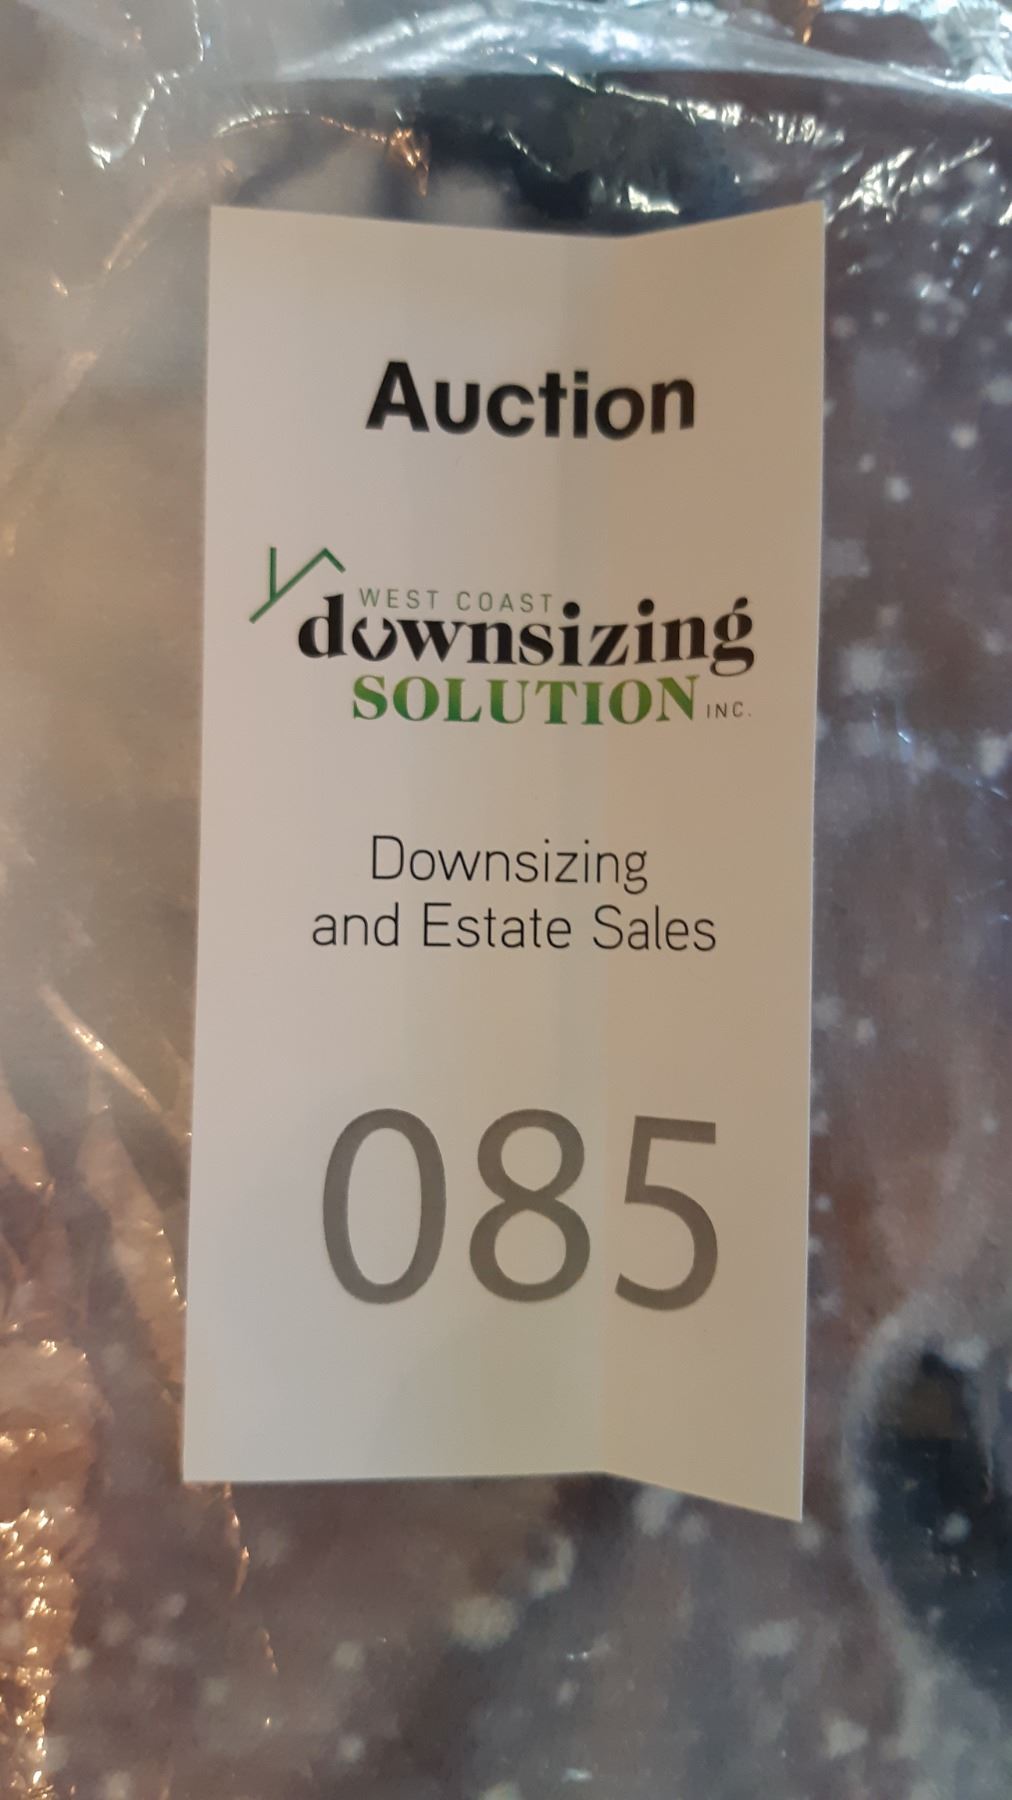 Auction
WEST COAST
downsizing
SOLUTION INC.
Downsizing
and Estate Sales
085